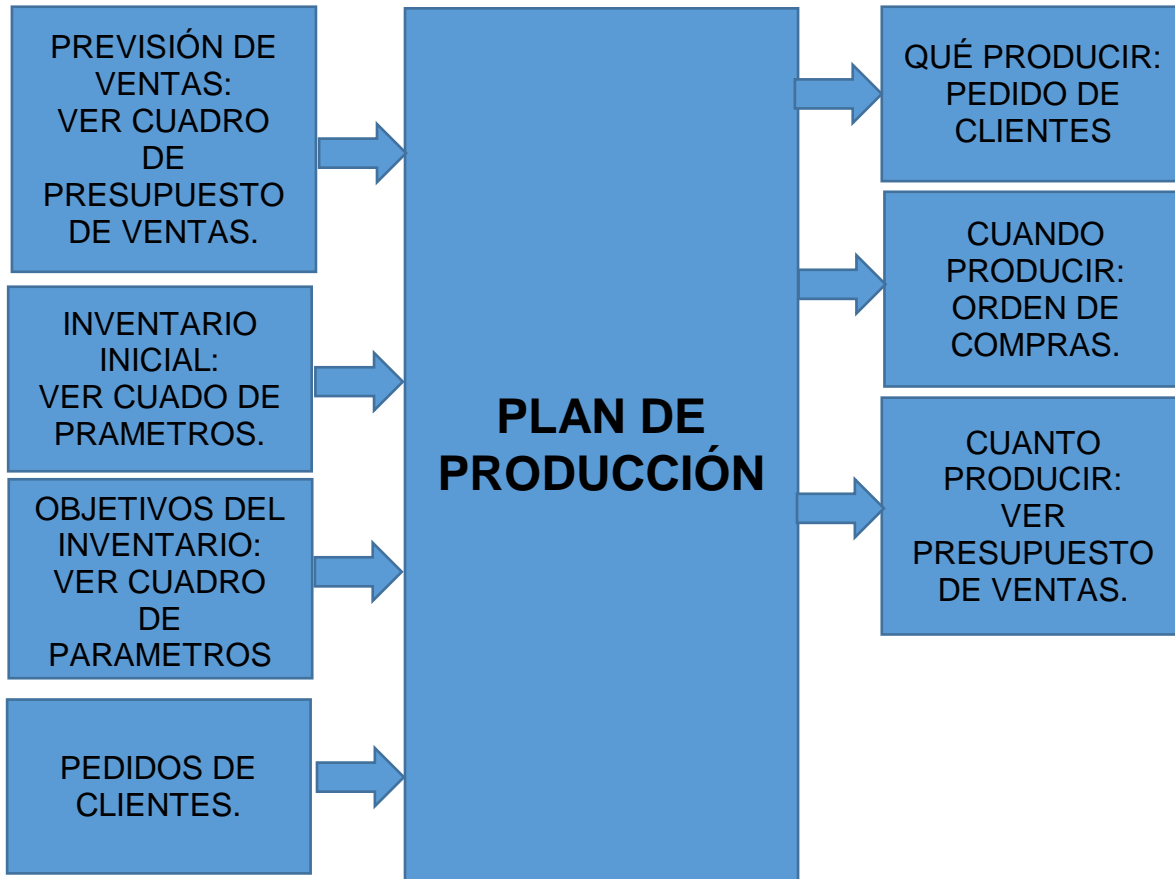 PREVISIÓN DE
VENTAS:
VER CUADRO
DE
PRESUPUESTO
DE VENTAS.
INVENTARIO
INICIAL:
VER CUADO DE
PRAMETROS.
OBJETIVOS DEL
INVENTARIO:
VER CUADRO
DE
PARAMETROS
PEDIDOS DE
CLIENTES.
PLAN DE
PRODUCCIÓN
QUÉ PRODUCIR:
PEDIDO DE
CLIENTES
CUANDO
PRODUCIR:
ORDEN DE
COMPRAS.
CUANTO
PRODUCIR:
VER
PRESUPUESTO
DE VENTAS.